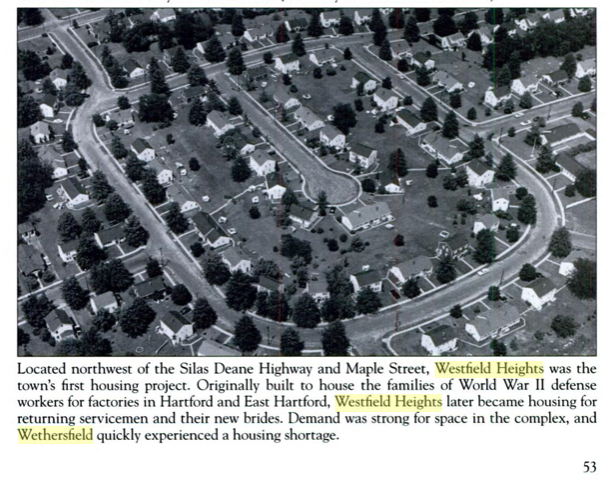 Located northwest of the Silas Deane Highway and Maple Street, Westfield Heights was the
town's first housing project. Originally built to house the families of World War II defense
workers for factories in Hartford and East Hartford, Westfield Heights later became housing for
returning servicemen and their new brides. Demand was strong for space in the complex, and
Wethersfield quickly experienced a housing shortage.
53